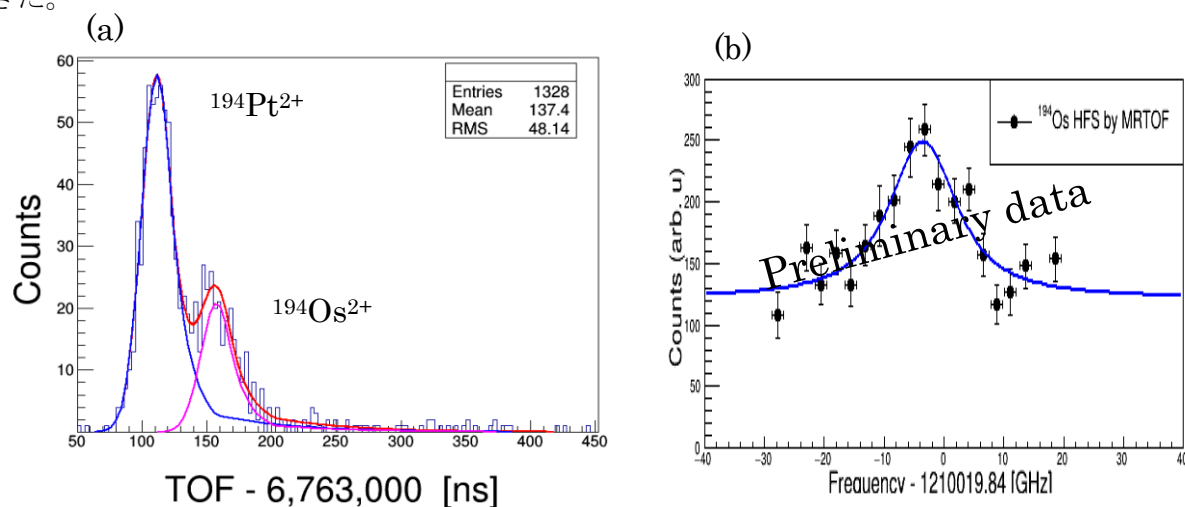 た。
(a)
60
50
40
30
20
10
Counts
194Pt2+
194Os2+
Entries 1328
Mean 137.4
RMS 48.14
50 100 150 200 250 300 350 400 450
TOF - 6,763,000 [ns]
(b)
300
250
200
150
100
50
0
Counts (arb. u)
194Os HFS by MRTOF
Preliminary data
−40 −30 −20 −10 0 10 20 30 40
Frequency - 1210019.84 [GHz]